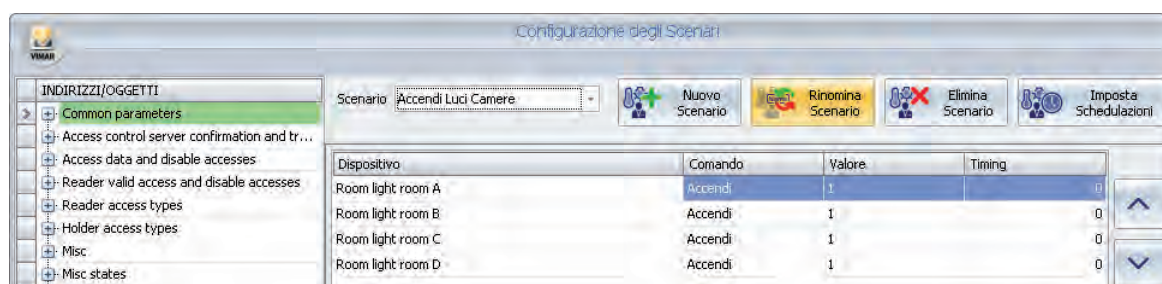 Configurazione degli Scenari
VIMAR
INDIRIZZI/OGGETTI
Common parameters
Access control server confirmation and tr...
Access data and disable accesses
Reader valid access and disable accesses
Reader access types
Holder access types
Misc
Misc states
Scenario Accendi Luci Camere
Nuovo
Scenario
Rinomina
Scenario
Elimina
Scenario
Imposta
Schedulazioni
Dispositivo Comando Valore Timing
Room light room A Accendi 1 0
Room light room B Accendi 1 0
Room light room C Accendi 1 0
Room light room D Accendi 1 0